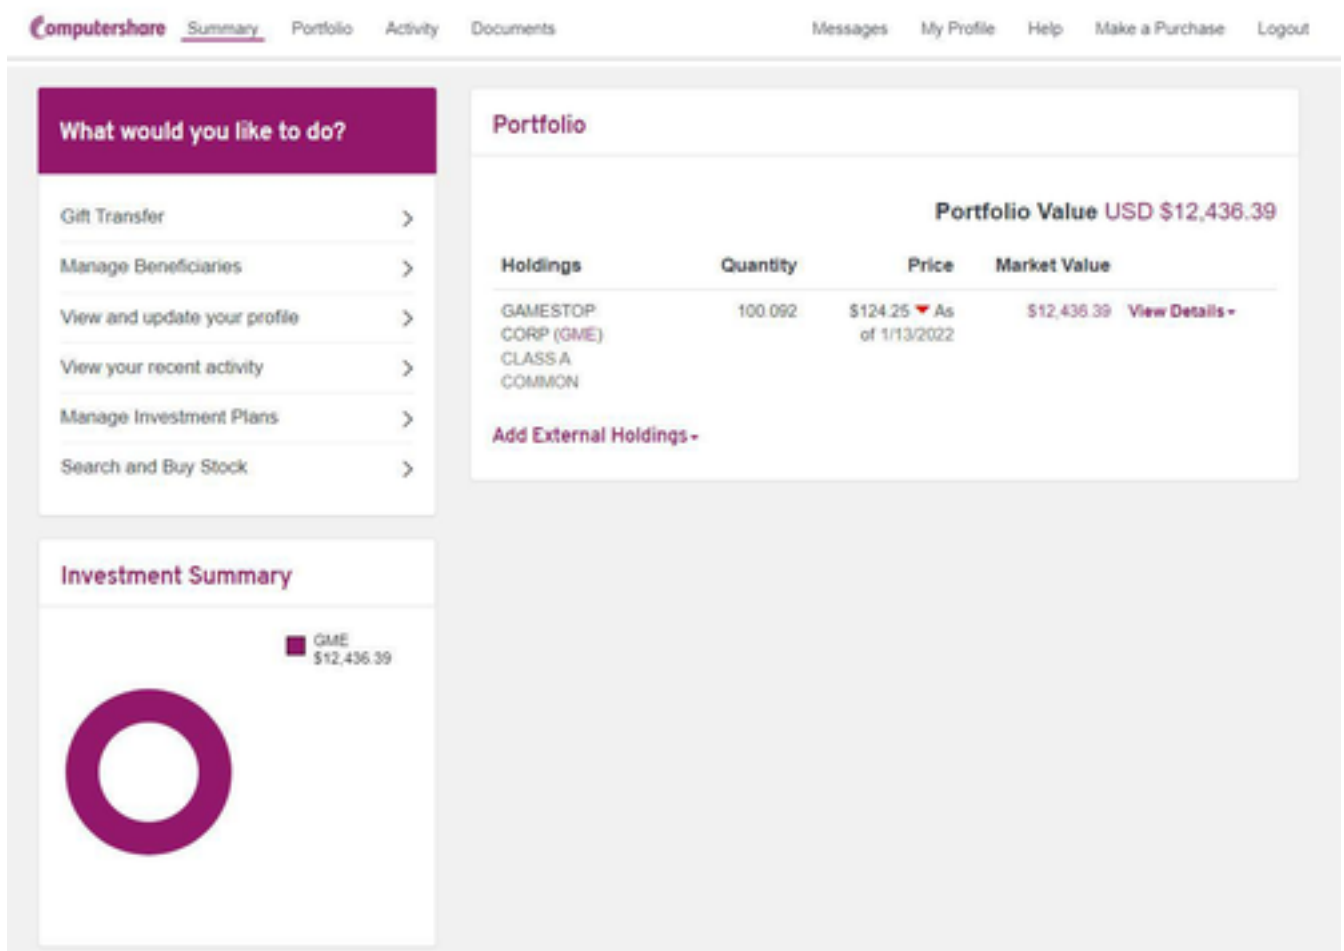 Computershare Summary Portfolio Activity Documents Messages My Profile Help Make a Purchase Logout
What would you like to do?
Gift Transfer
Manage Beneficiaries
View and update your profile
View your recent activity
Manage Investment Plans
Search and Buy Stock
Portfolio
Portfolio Value USD $12,436.39
Holdings Quantity Price Market Value
GAMESTOP 100.092 $124.25 As $12,436.39 View Details
CORP (GME) of 1/13/2022
CLASS A
COMMON
Add External Holdings
Investment Summary
GME
$12,436.39